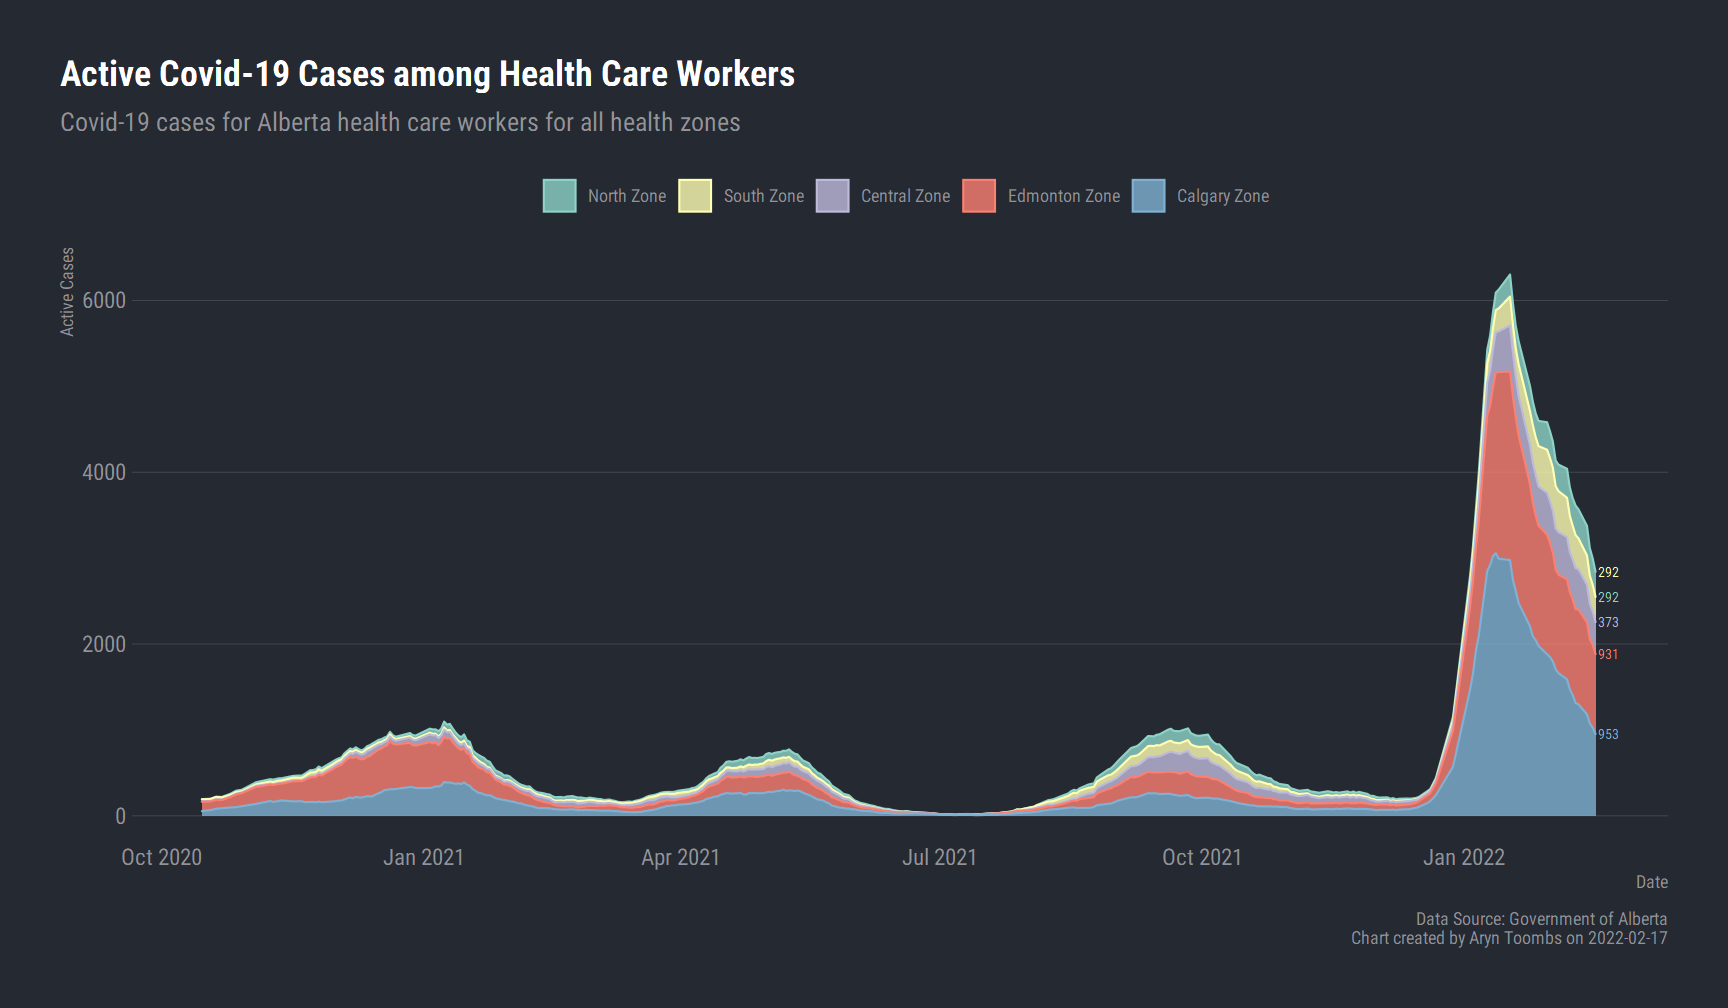 Active Covid-19 Cases among Health Care Workers
Covid-19 cases for Alberta health care workers for all health zones
North Zone South Zone Central Zone Edmonton Zone Calgary Zone
Active Cases
6000
4000
2000
0
292
292
373
931
953
Oct 2020 Jan 2021 Apr 2021 Jul 2021 Oct 2021 Jan 2022
Date
Data Source: Government of Alberta
Chart created by Aryn Toombs on 2022-02-17